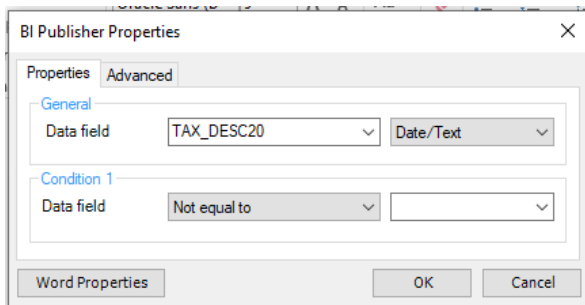 BI Publisher Properties
Properties Advanced
General
Data field TAX_DESC20 Date/Text
Condition 1
Data field Not equal to
Word Properties OK Cancel